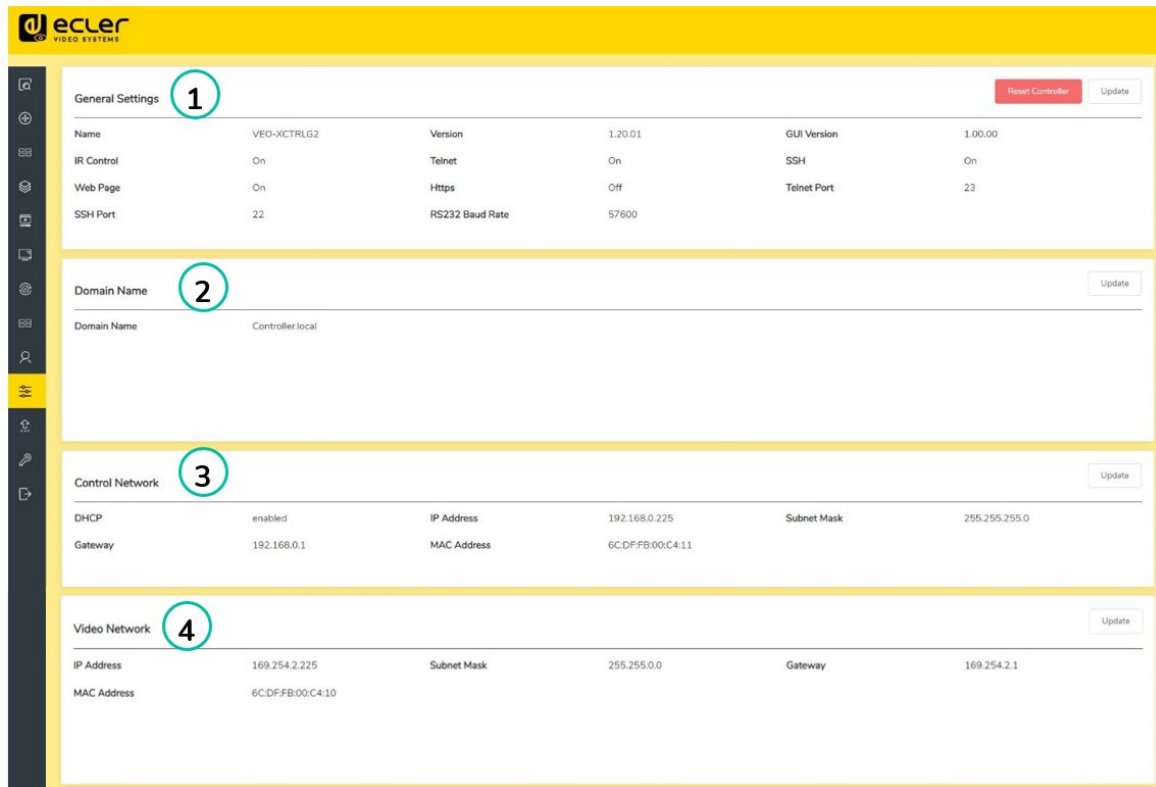 ecler
VIDEO SYSTEMS
General Settings 1 Reset Controller Update
Name VEO-XCTRLG2 Version 1.20.01 GUI Version 1.00.00
IR Control On Telnet On SSH On
Web Page On Https Off Telnet Port 23
SSH Port 22 RS232 Baud Rate 57600
Domain Name 2 Update
Domain Name Controller.local
Control Network 3 Update
DHCP enabled IP Address 192.168.0.225 Subnet Mask 255.255.255.0
Gateway 192.168.0.1 MAC Address 6C:DF:FB:00:C4:11
Video Network 4 Update
IP Address 169.254.2.225 Subnet Mask 255.255.0.0 Gateway 169.254.2.1
MAC Address 6C:DF:FB:00:C4:10